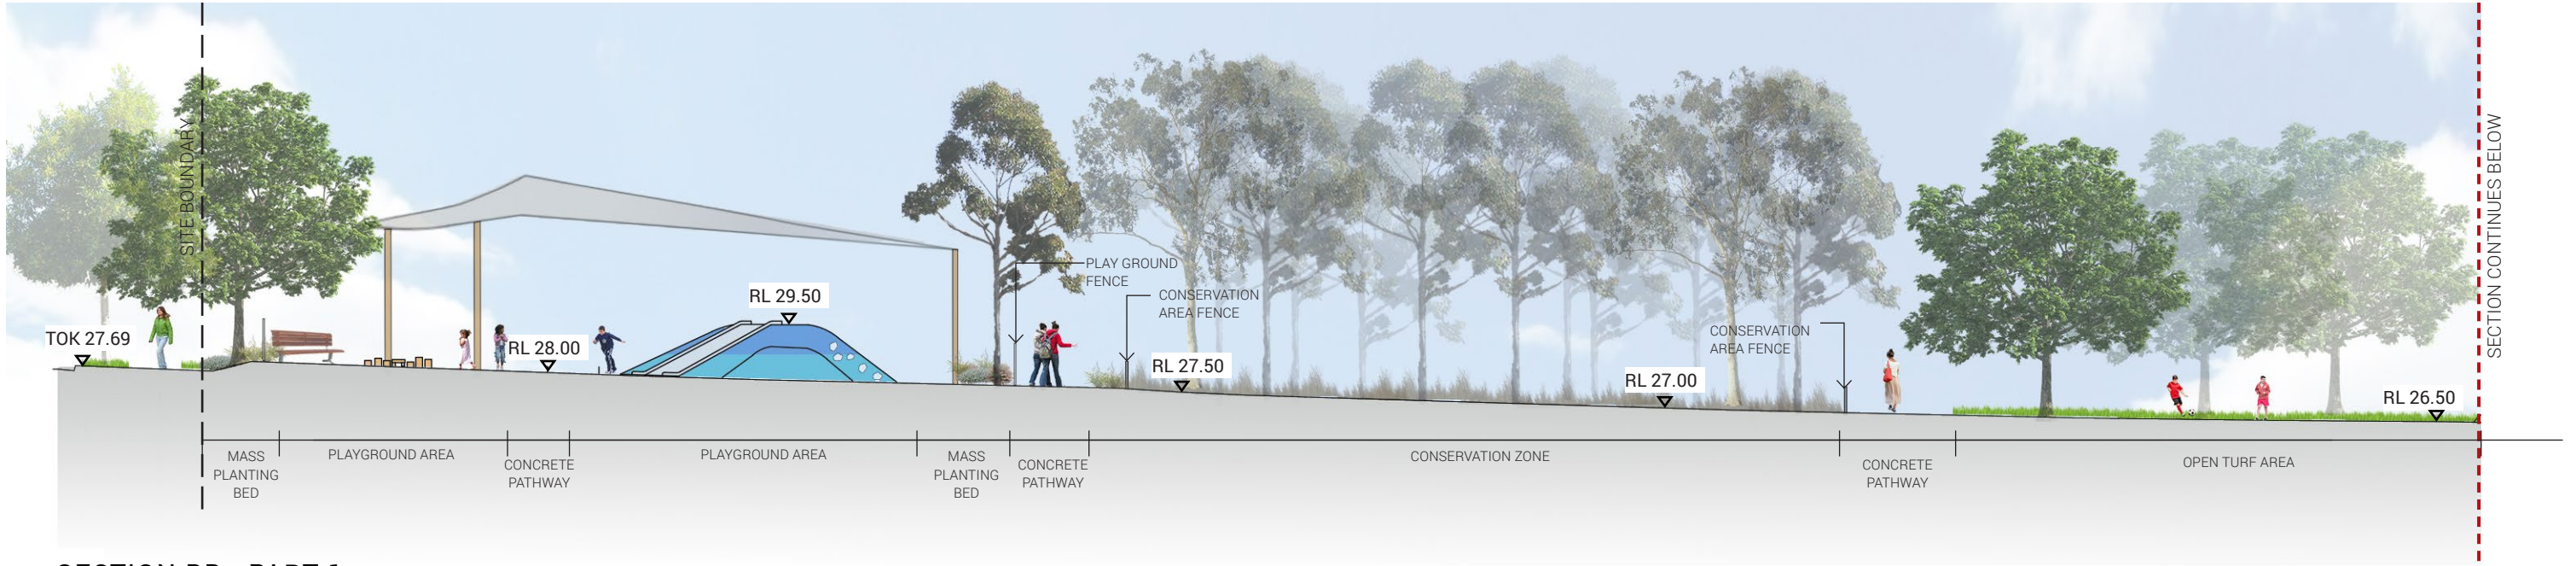 SITE BOUNDARY
TOK 27.69
RL 28.00
RL 29.50
PLAY GROUND
FENCE
CONSERVATION
AREA FENCE
RL 27.50
RL 27.00
CONSERVATION
AREA FENCE
RL 26.50
SECTION CONTINUES BELOW
MASS
PLANTING
BED
PLAYGROUND AREA
CONCRETE
PATHWAY
PLAYGROUND AREA
MASS
PLANTING
BED
CONCRETE
PATHWAY
CONSERVATION ZONE
CONCRETE
PATHWAY
OPEN TURF AREA